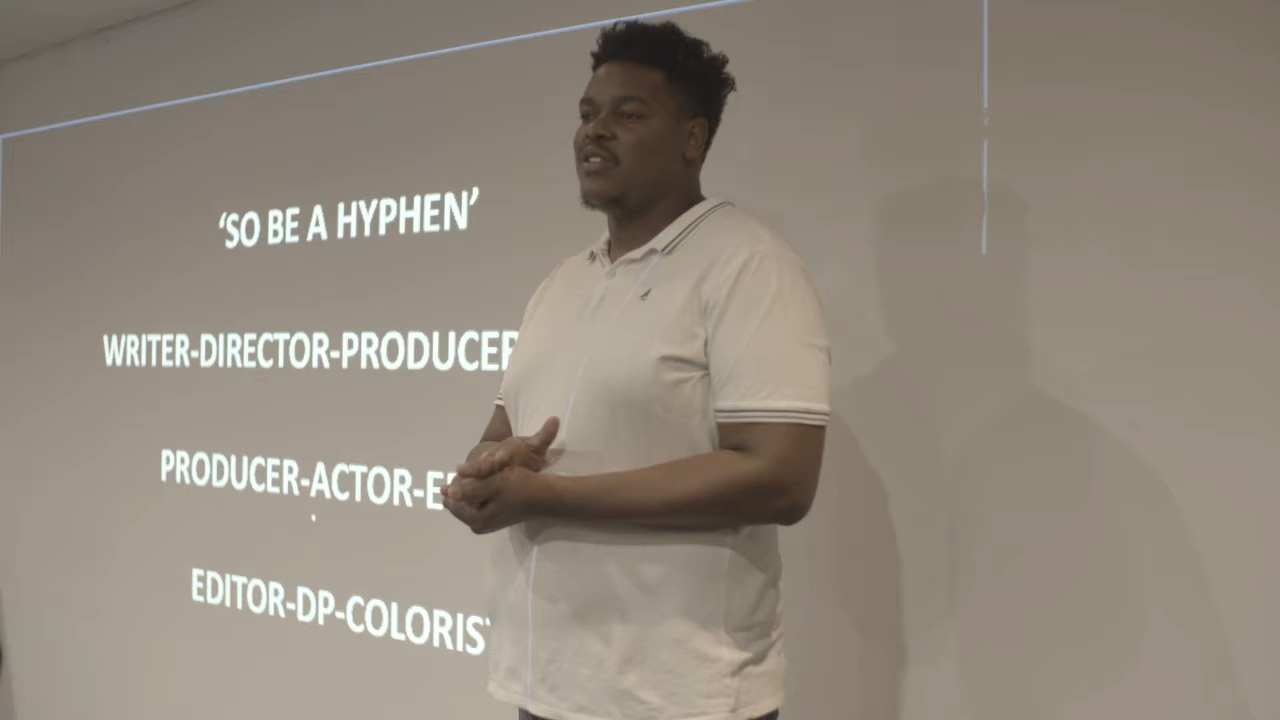 ‘SO BE A HYPHEN’
WRITER-DIRECTOR-PRODUCER
PRODUCER-ACTOR-
EDITOR-DP-COLORIST